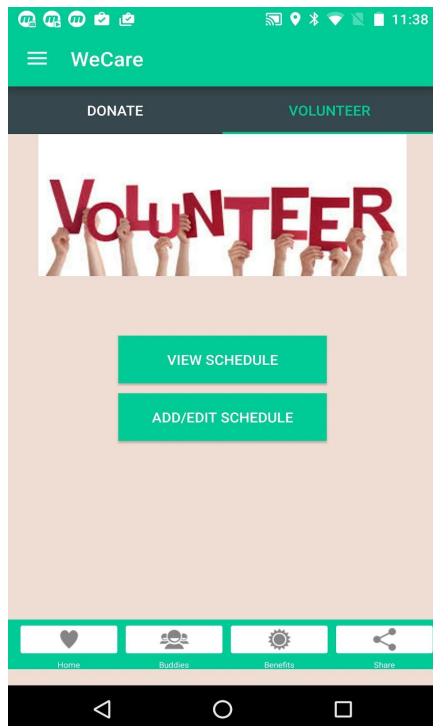 11:38
WeCare
DONATE VOLUNTEER
VOLUNTEER
VIEW SCHEDULE
ADD/EDIT SCHEDULE
Home Buddies Benefits Share